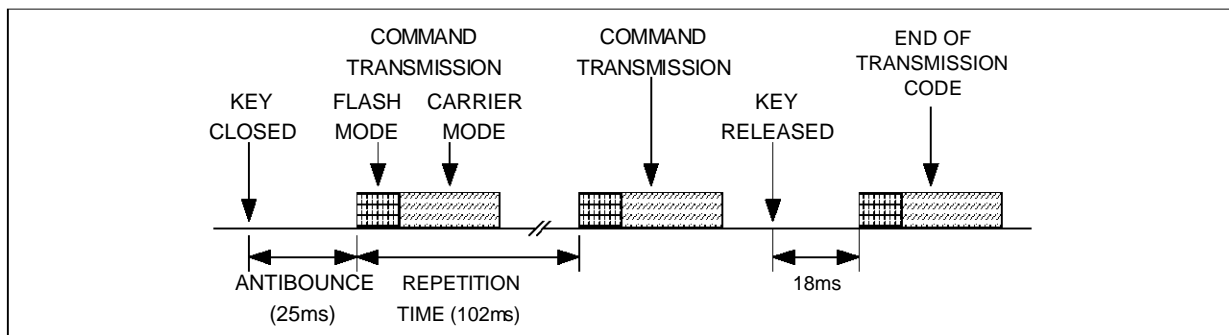 COMMAND
TRANSMISSION
COMMAND
TRANSMISSION
END OF
TRANSMISSION
CODE
KEY
CLOSED
FLASH
MODE
CARRIER
MODE
KEY
RELEASED
ANTIBOUNCE
(25ms)
REPETITION
TIME (102ms)
18ms